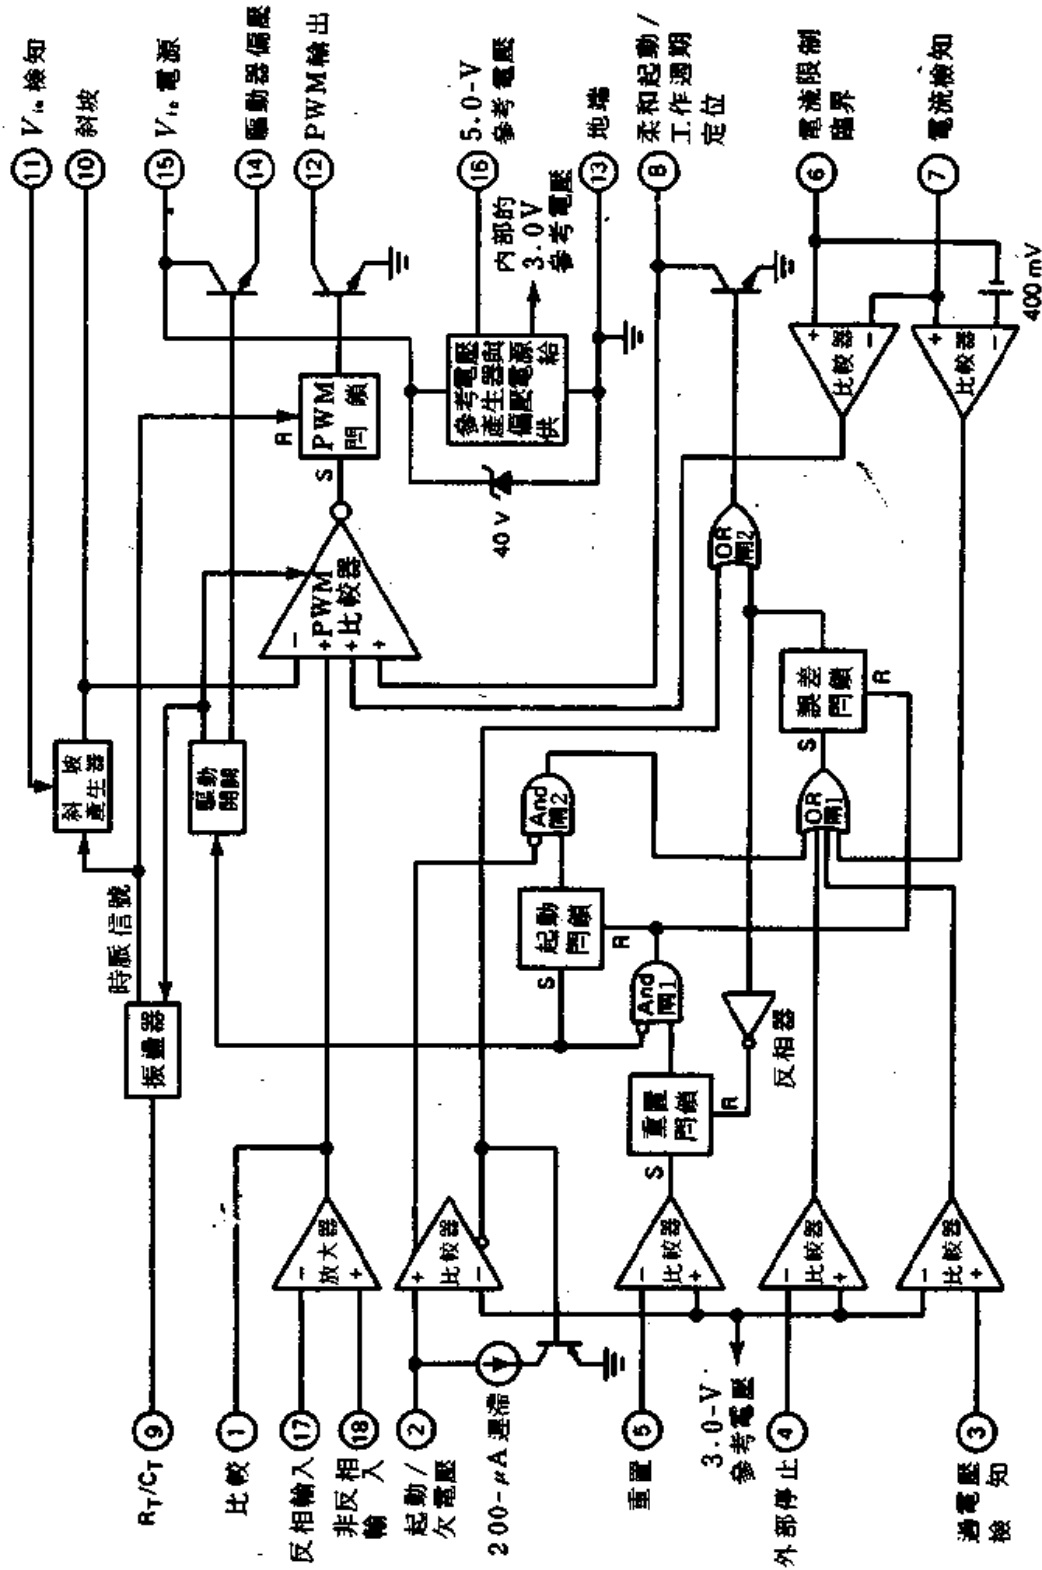 11 Vin 檢知
10 斜坡
15 Vin 電源
14 驅動器偏壓
12 PWM輸出
16 5.0-V
參考電壓
內部的
3.0V
參考電壓
13 地端
8 柔和起動/
工作週期
定位
6 電流限制
臨界
7 電流檢知
斜坡
產生器
時脈信號
振盪器
驅動
開關
R
PWM
閂鎖
S
- + + +
PWM
比較器
參考電壓
產生器與
偏壓電源
供給
40 V
+ -
比較器
+ -
比較器
400 mV
OR
閘2
誤差
閂鎖
S
R
OR
閘1
And
閘2
起動
閂鎖
S
R
And
閘1
反相器
重置
閂鎖
S
R
- +
放大器
+ -
比較器
- +
比較器
- +
比較器
- +
比較器
9 RT/CT
1 比較
17 反相輸入
18 非反相
輸入
2 起動/
欠電壓
200-μA遲滯
5 重置
3.0-V
參考電壓
4 外部停止
3 過電壓
檢知